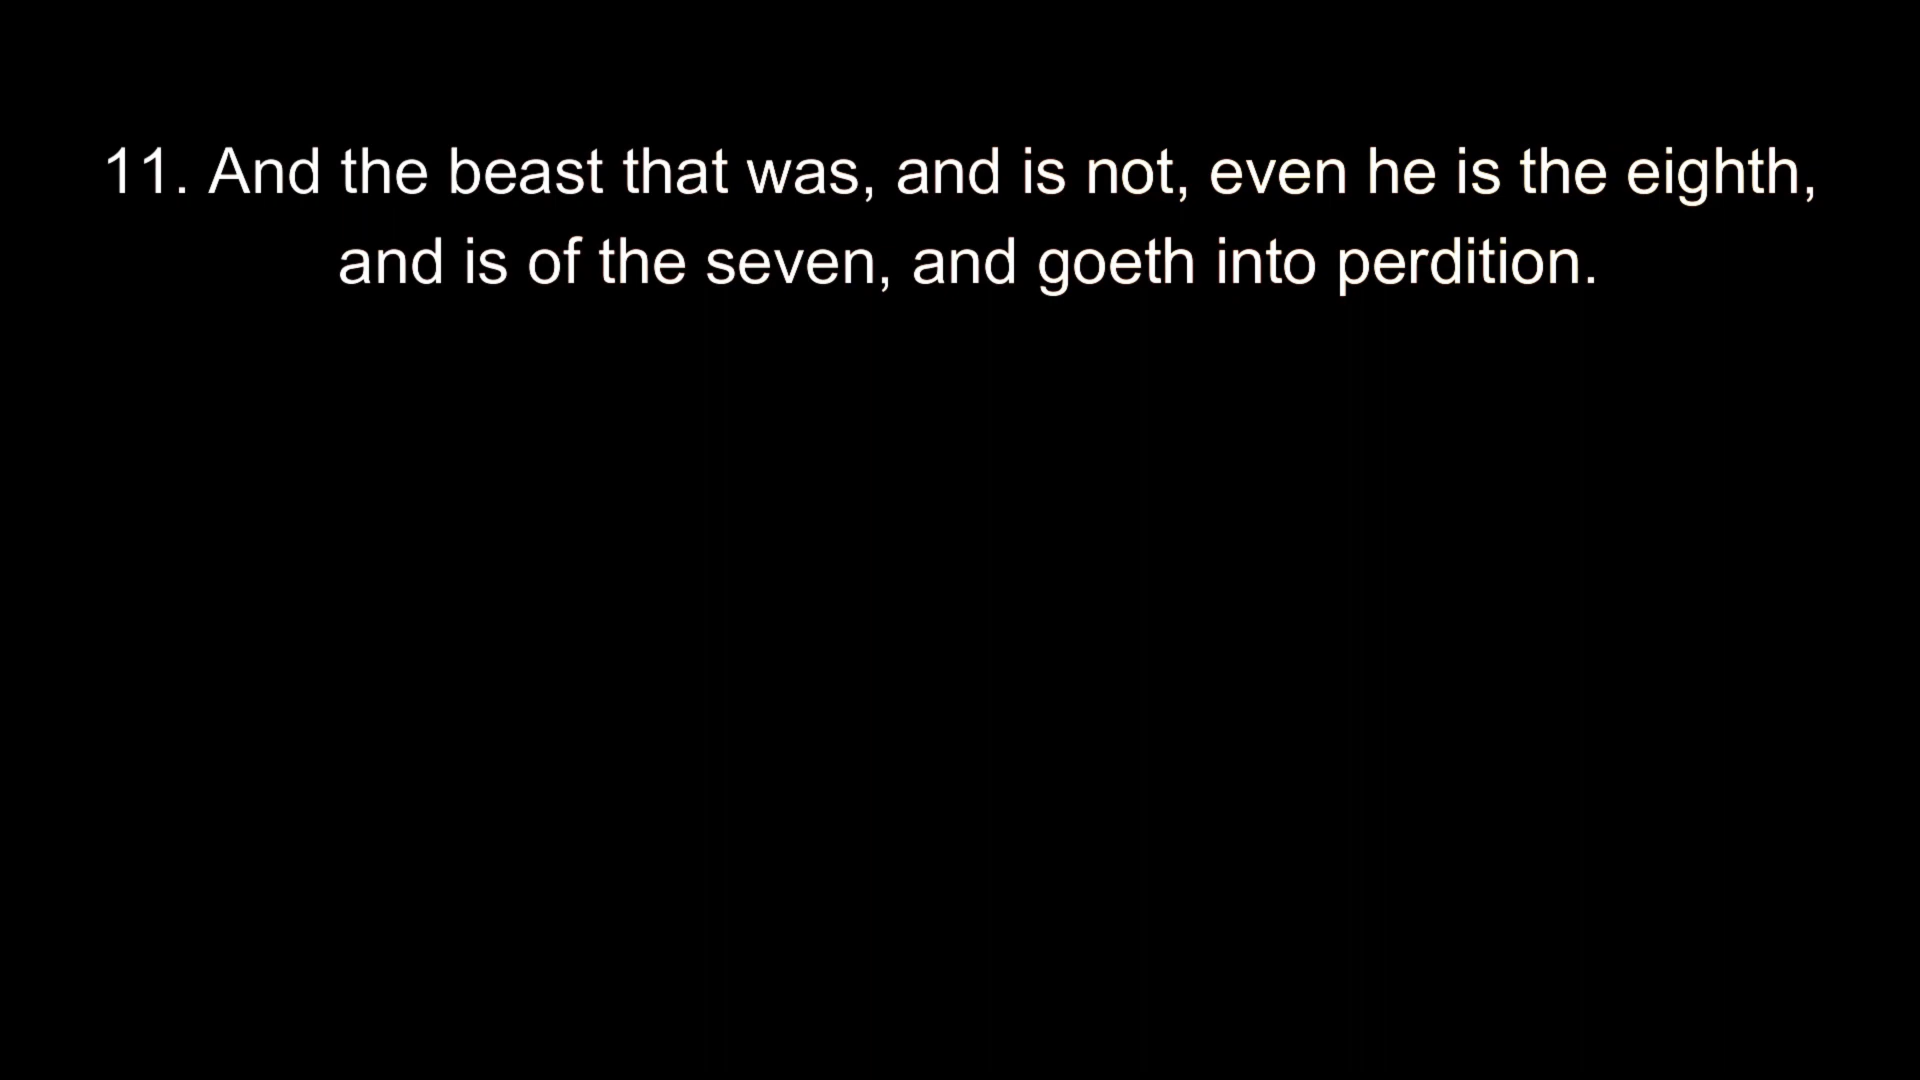 11. And the beast that was, and is not, even he is the eighth,
and is of the seven, and goeth into perdition.